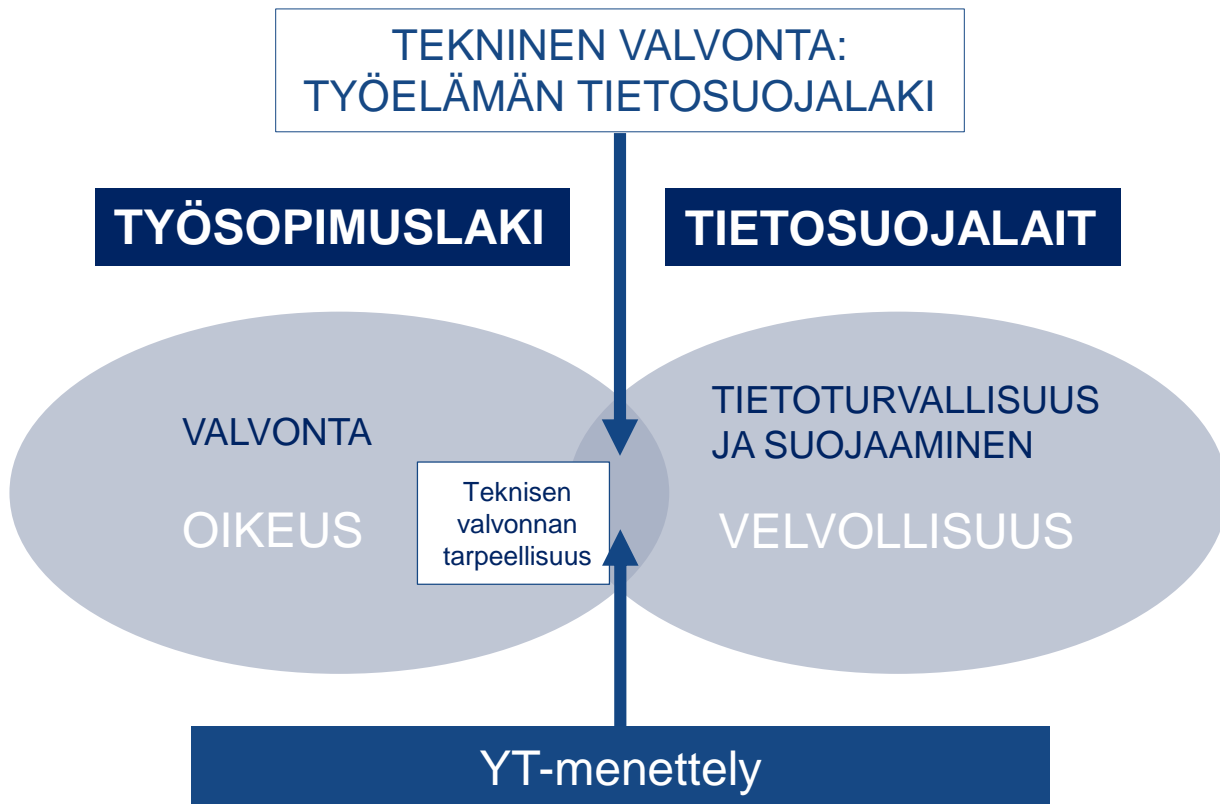 TEKNINEN VALVONTA:
TYÖELÄMÄN TIETOSUOJALAKI
TYÖSOPIMUSLAKI
TIETOSUOJALAIT
VALVONTA
OIKEUS
Teknisen
valvonnan
tarpeellisuus
TIETOTURVALLISUUS
JA SUOJAAMINEN
VELVOLLISUUS
YT-menettely